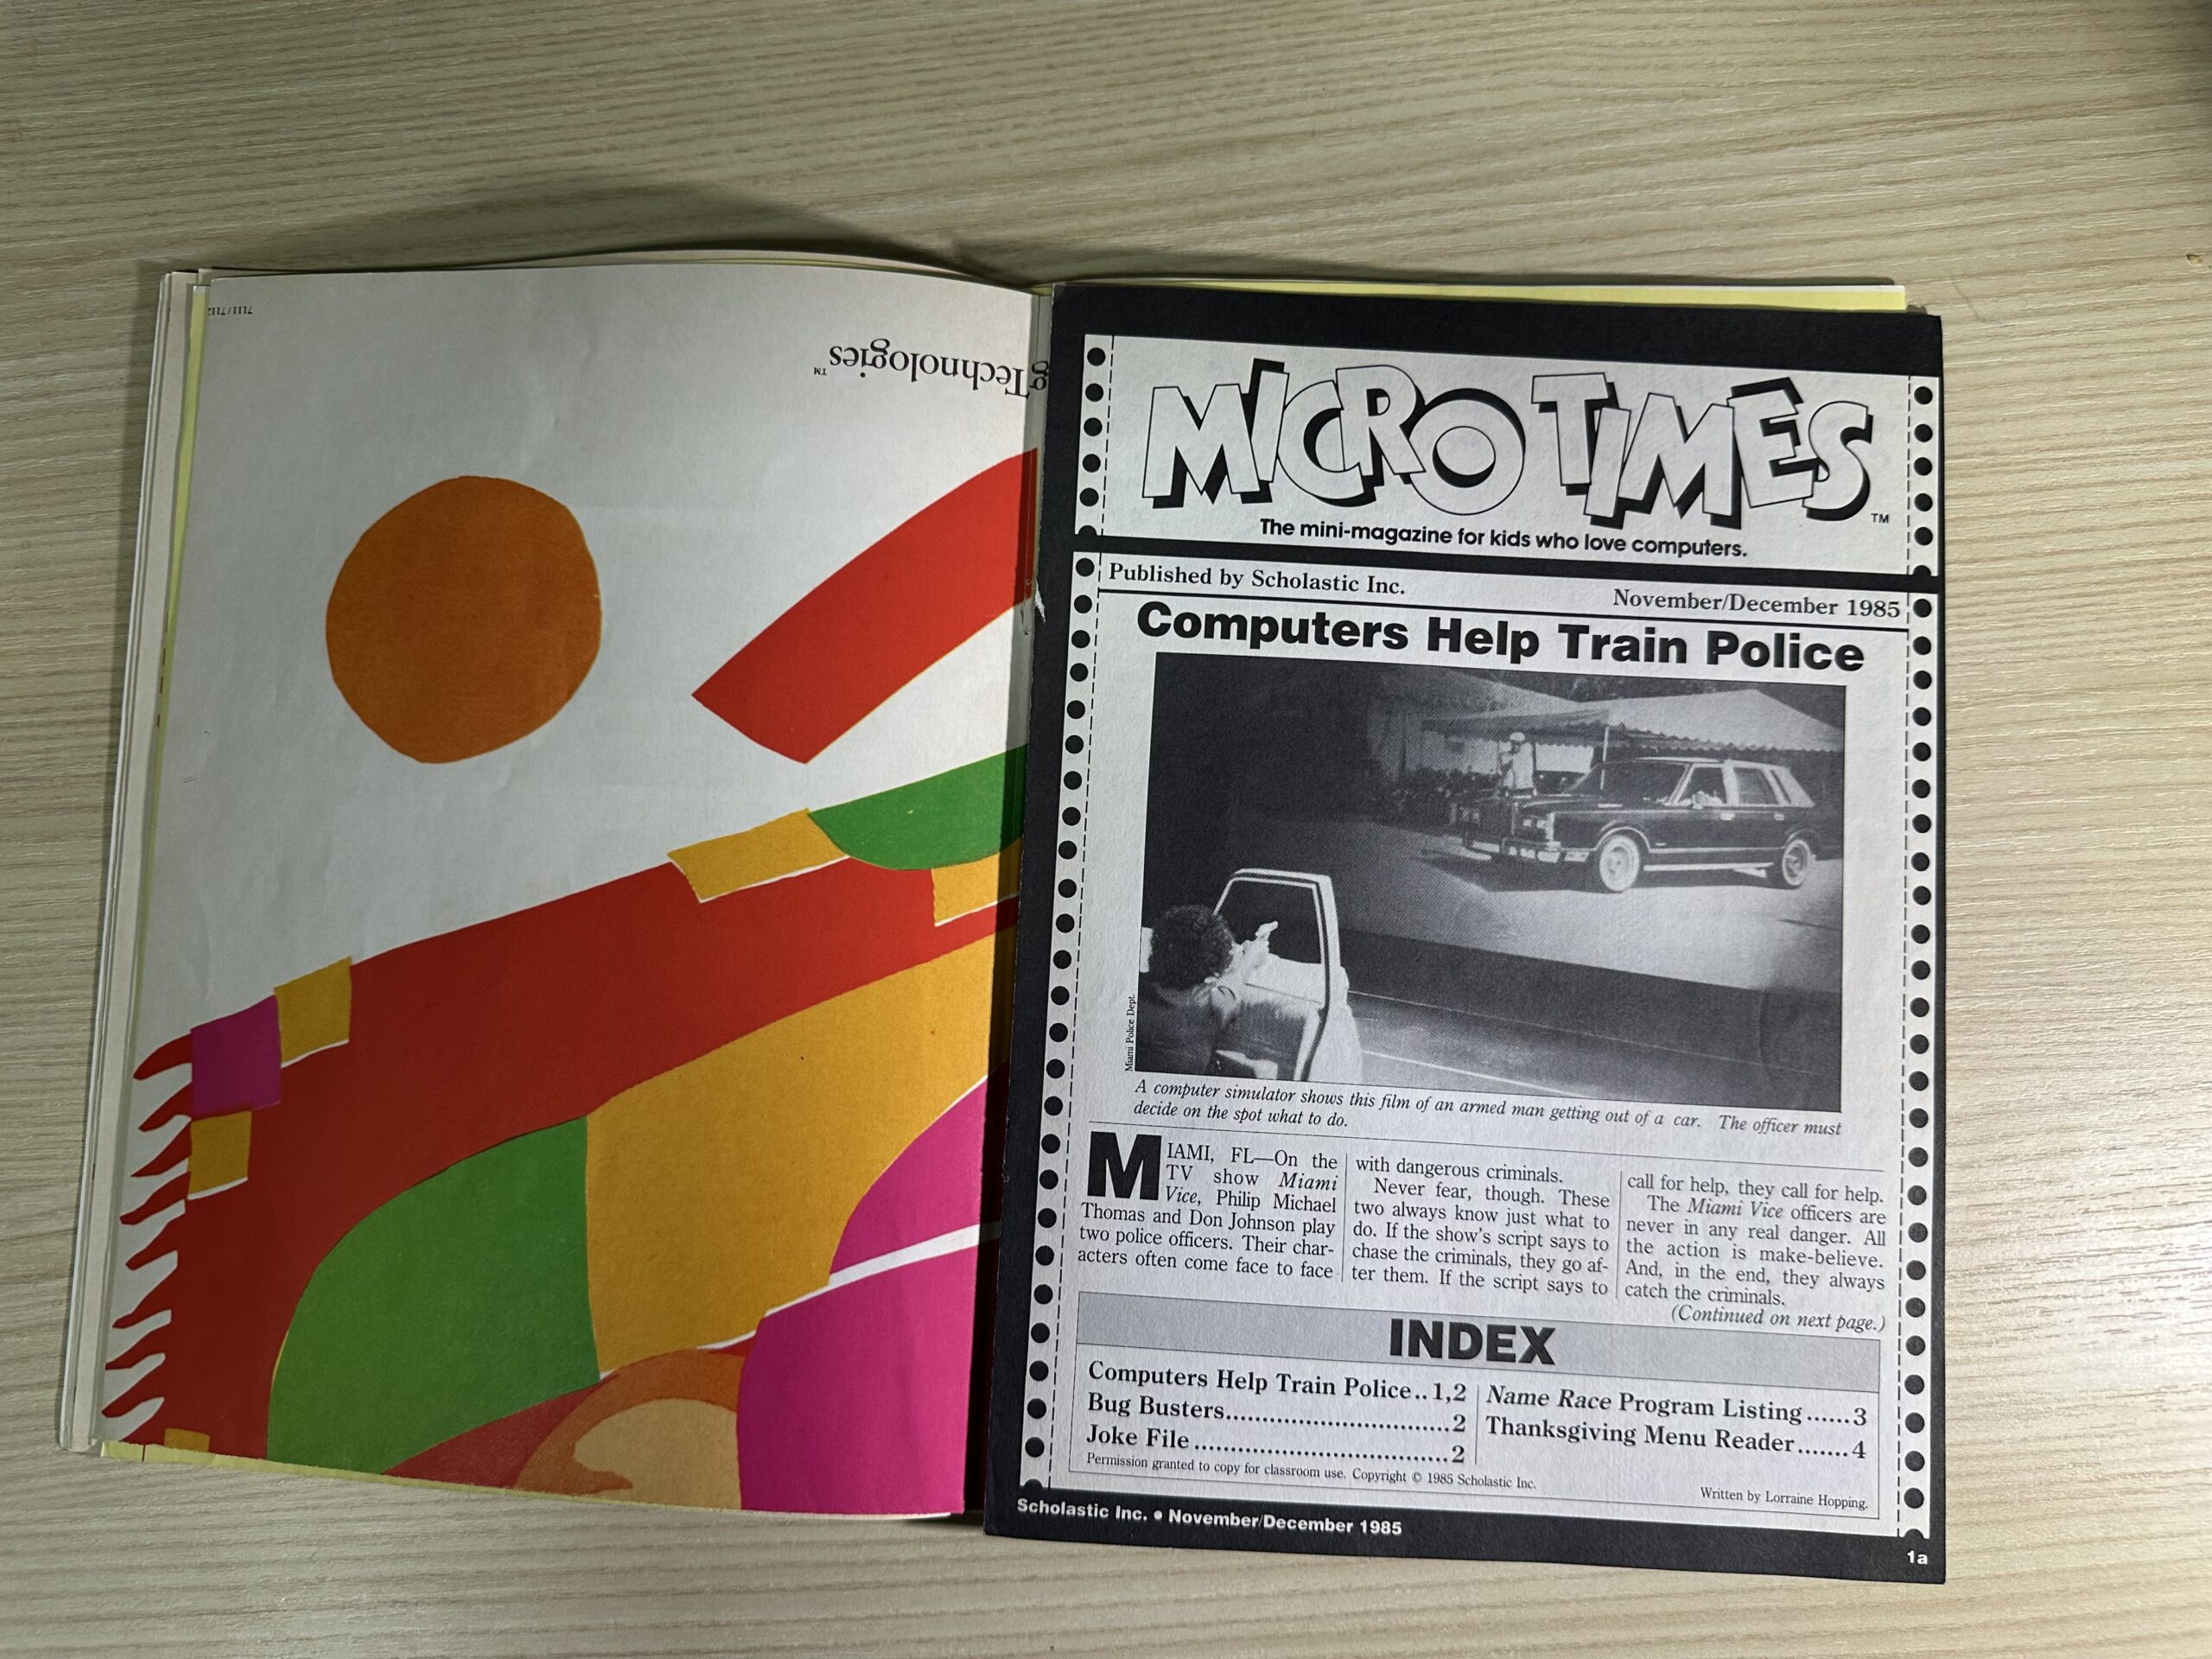 7111/7112
g Technologies™
MICRO TIMES™
The mini-magazine for kids who love computers.
Published by Scholastic Inc.
November/December 1985
Computers Help Train Police
Miami Police Dept.
A computer simulator shows this film of an armed man getting out of a car. The officer must
decide on the spot what to do.
MIAMI, FL—On the
TV show Miami
Vice, Philip Michael
Thomas and Don Johnson play
two police officers. Their char-
acters often come face to face
with dangerous criminals.
Never fear, though. These
two always know just what to
do. If the show's script says to
chase the criminals, they go af-
ter them. If the script says to
call for help, they call for help.
The Miami Vice officers are
never in any real danger. All
the action is make-believe.
And, in the end, they always
catch the criminals.
(Continued on next page.)
INDEX
Computers Help Train Police..1,2
Bug Busters..............................2
Joke File..................................2
Name Race Program Listing......3
Thanksgiving Menu Reader.......4
Permission granted to copy for classroom use. Copyright © 1985 Scholastic Inc.
Written by Lorraine Hopping.
Scholastic Inc. • November/December 1985
1a